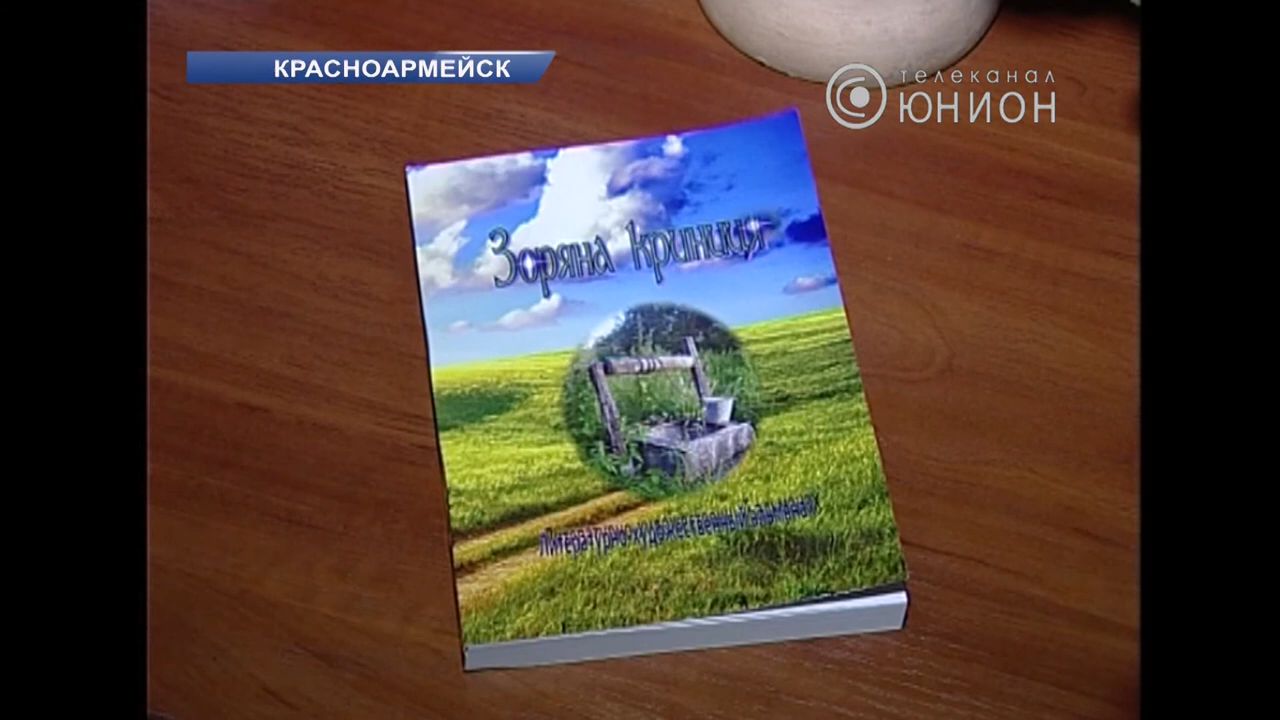 КРАСНОАРМЕЙСК
телеканал
ЮНИОН
Зоряна криниця
Литературно-художественный альманах